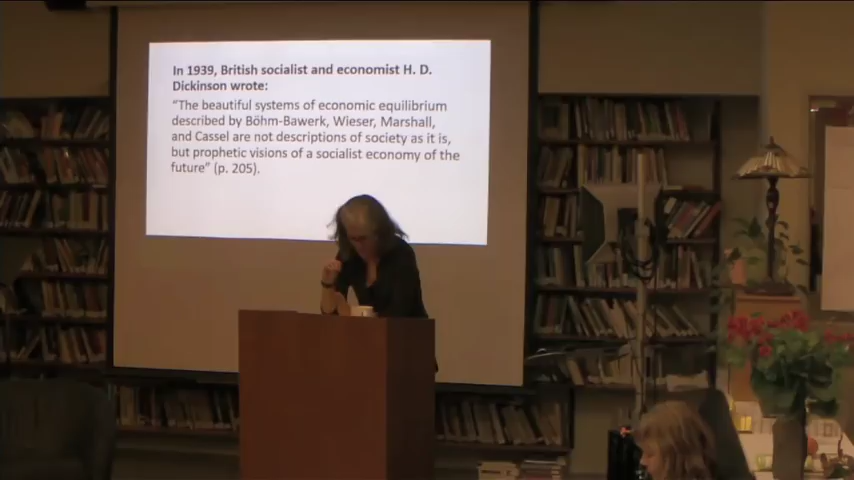 In 1939, British socialist and economist H. D.
Dickinson wrote:
“The beautiful systems of economic equilibrium
described by Böhm-Bawerk, Wieser, Marshall,
and Cassel are not descriptions of society as it is,
but prophetic visions of a socialist economy of the
future” (p. 205).